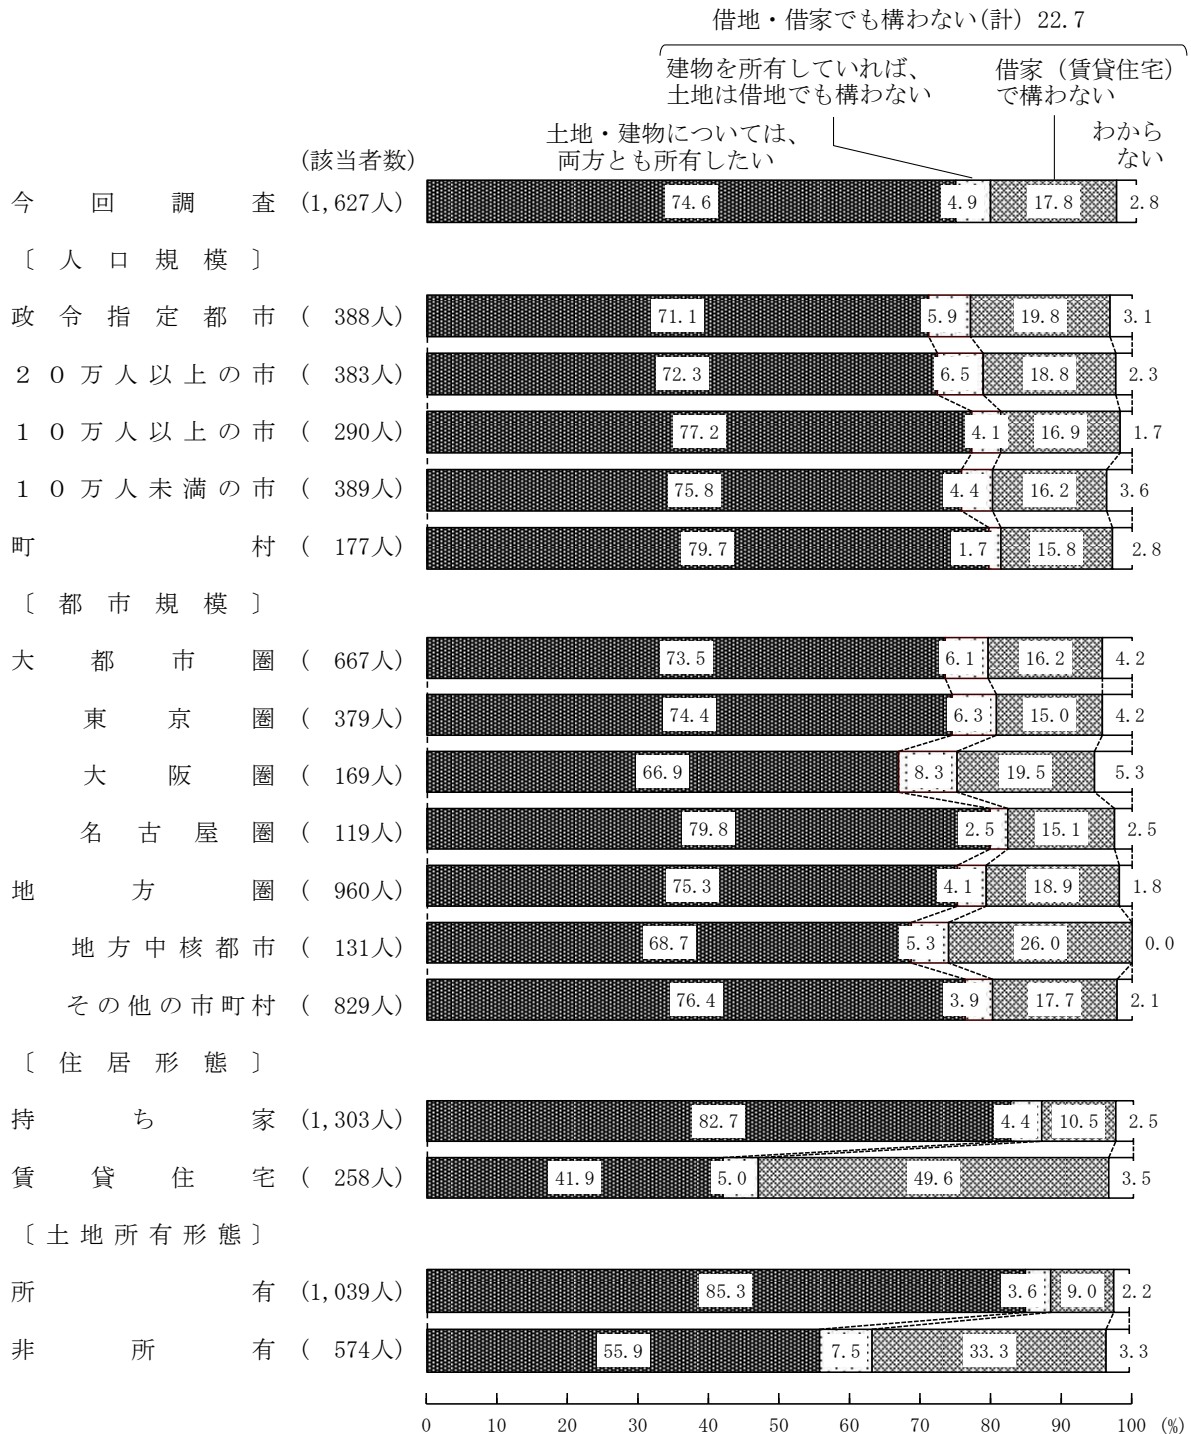 借地・借家でも構わない(計) 22.7
建物を所有していれば、
土地は借地でも構わない
借家（賃貸住宅）
で構わない
土地・建物については、
両方とも所有したい
わから
ない
(該当者数)
今回調査 (1,627人) 74.6 4.9 17.8 2.8
〔人口規模〕
政令指定都市 ( 388人) 71.1 5.9 19.8 3.1
２０万人以上の市 ( 383人) 72.3 6.5 18.8 2.3
１０万人以上の市 ( 290人) 77.2 4.1 16.9 1.7
１０万人未満の市 ( 389人) 75.8 4.4 16.2 3.6
町村 ( 177人) 79.7 1.7 15.8 2.8
〔都市規模〕
大都市圏 ( 667人) 73.5 6.1 16.2 4.2
東京圏 ( 379人) 74.4 6.3 15.0 4.2
大阪圏 ( 169人) 66.9 8.3 19.5 5.3
名古屋圏 ( 119人) 79.8 2.5 15.1 2.5
地方圏 ( 960人) 75.3 4.1 18.9 1.8
地方中核都市 ( 131人) 68.7 5.3 26.0 0.0
その他の市町村 ( 829人) 76.4 3.9 17.7 2.1
〔住居形態〕
持ち家 (1,303人) 82.7 4.4 10.5 2.5
賃貸住宅 ( 258人) 41.9 5.0 49.6 3.5
〔土地所有形態〕
所有 (1,039人) 85.3 3.6 9.0 2.2
非所有 ( 574人) 55.9 7.5 33.3 3.3
0 10 20 30 40 50 60 70 80 90 100 (%)